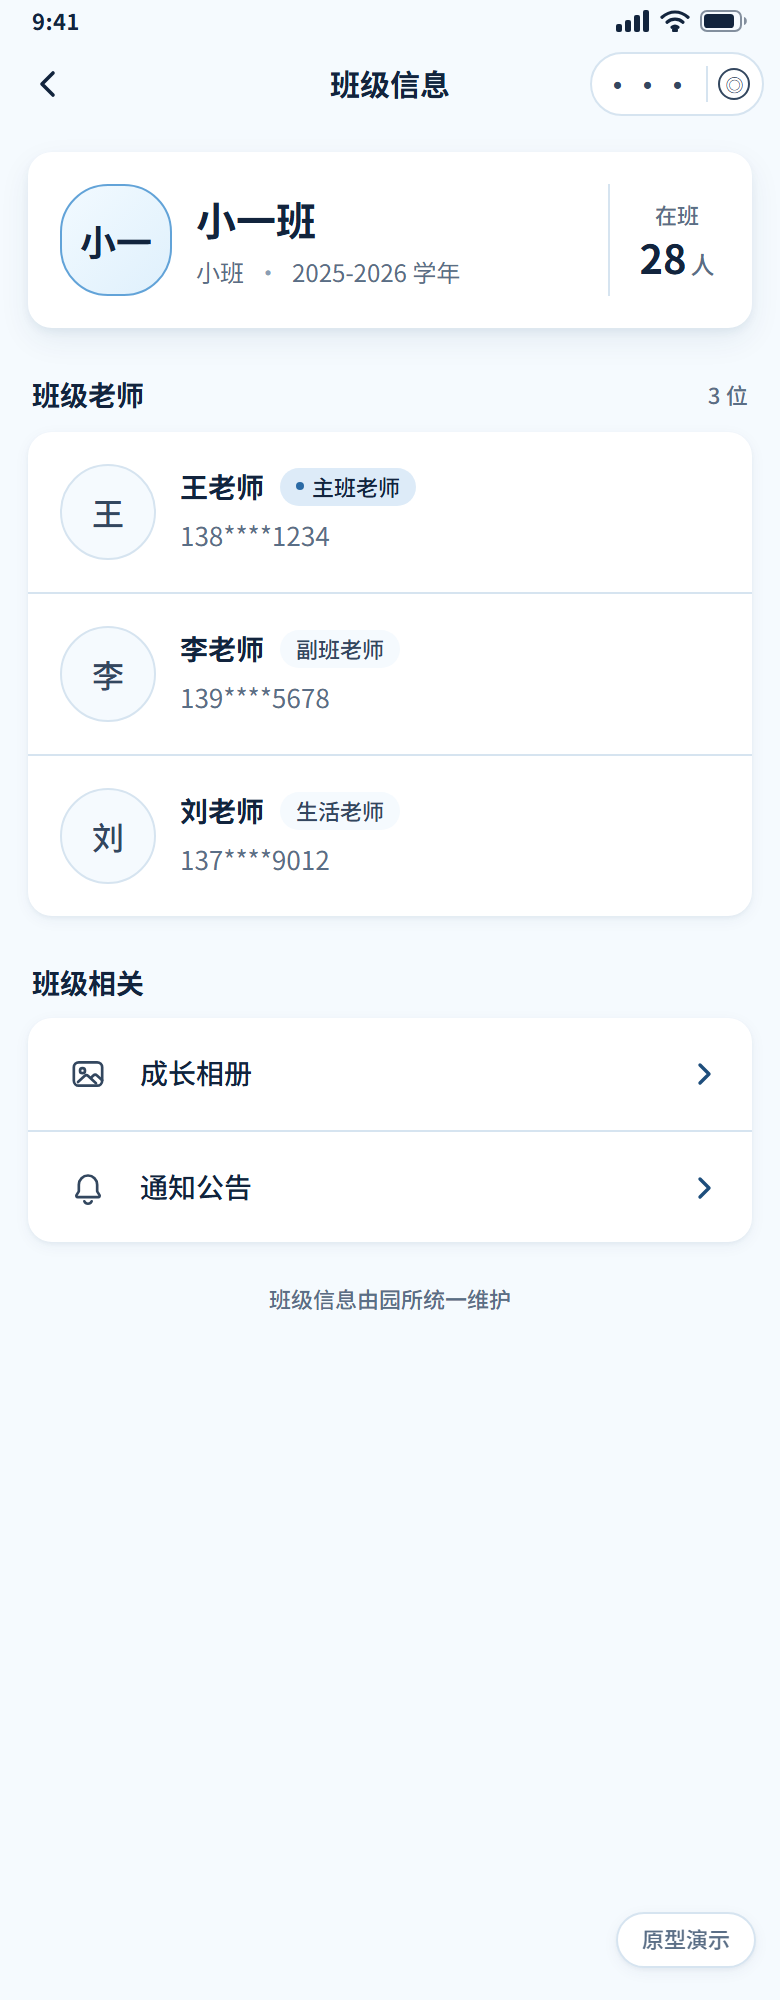 9:41
班级信息
小一
小一班
小班 • 2025-2026 学年
在班
28 人
班级老师
3 位
王
王老师
主班老师
138****1234
李
李老师
副班老师
139****5678
刘
刘老师
生活老师
137****9012
班级相关
成长相册
通知公告
班级信息由园所统一维护
原型演示